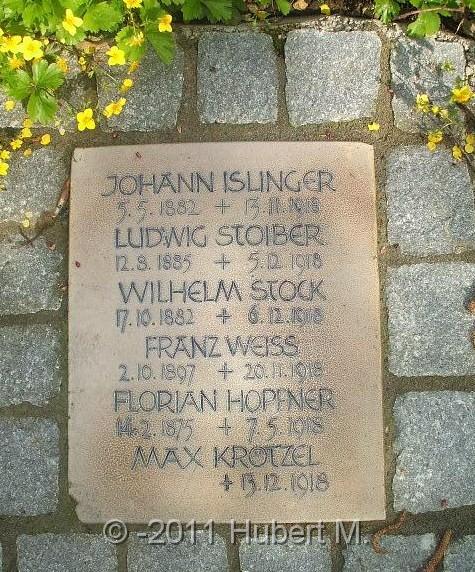 JOHANN ISLINGER
5.5.1882 + 13.11.1918
LUDWIG STOIBER
12.8.1885 + 5.12.1918
WILHELM STOCK
17.10.1882 + 6.12.1918
FRANZ WEISS
2.10.1897 + 20.11.1918
FLORIAN HOPFNER
14.2.1875 + 7.5.1918
MAX KRÖTZEL
+ 13.12.1918
© -2011 Hubert M.